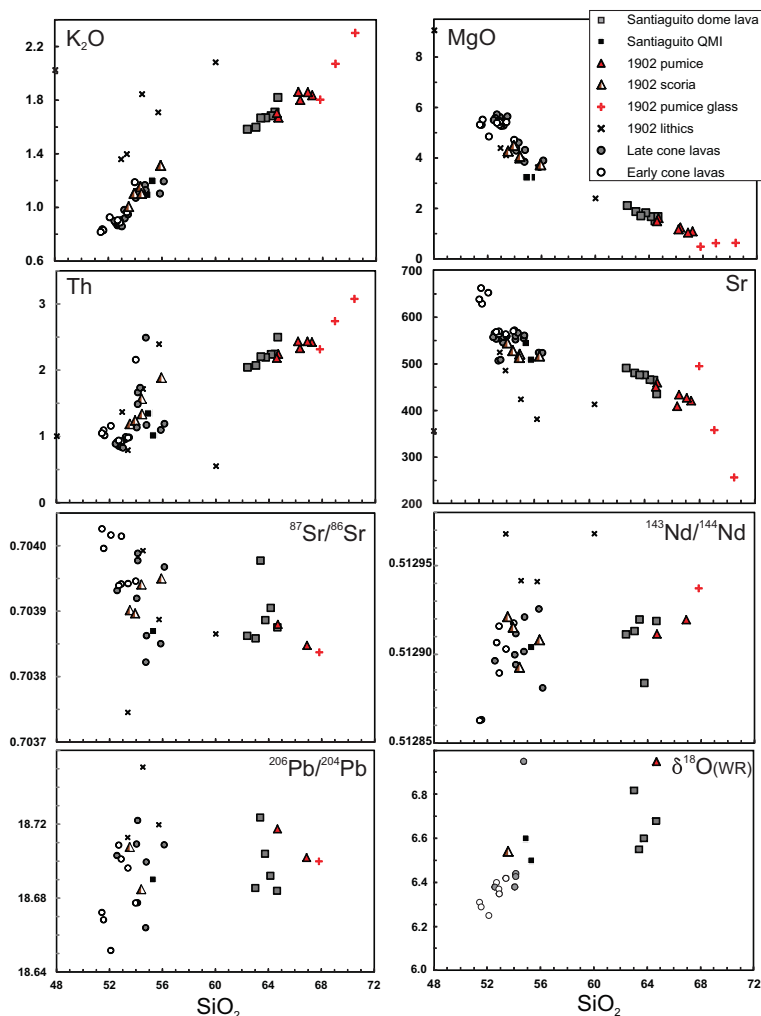 K₂O
2.2
1.8
1.4
1.0
0.6
MgO
8
6
4
2
0
Santiaguito dome lava
Santiaguito QMI
1902 pumice
1902 scoria
1902 pumice glass
1902 lithics
Late cone lavas
Early cone lavas
Th
3
2
1
0
Sr
700
600
500
400
300
200
⁸⁷Sr/⁸⁶Sr
0.7040
0.7039
0.7038
0.7037
¹⁴³Nd/¹⁴⁴Nd
0.51295
0.51290
0.51285
²⁰⁶Pb/²⁰⁴Pb
18.72
18.68
18.64
δ¹⁸O(WR)
6.8
6.6
6.4
6.2
6.0
48 52 56 60 64 68 72
48 52 56 60 64 68 72
SiO₂
SiO₂